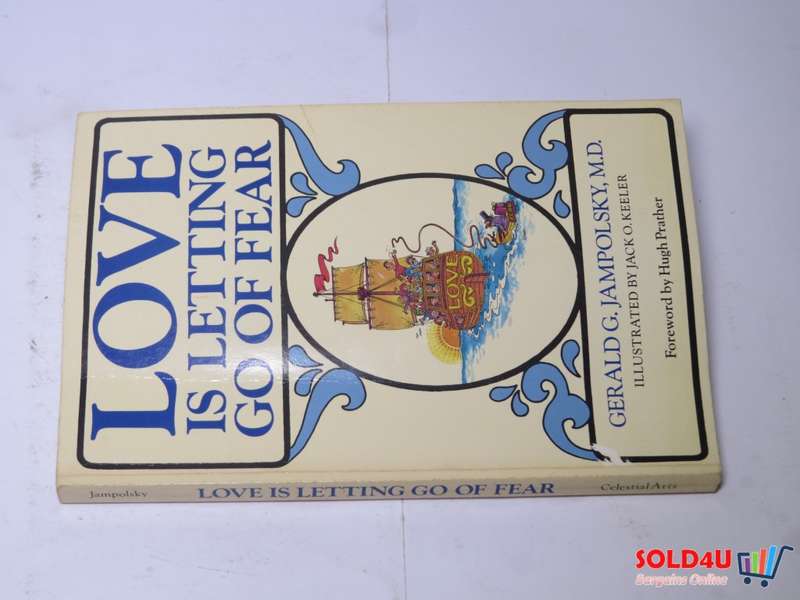 LOVE
IS LETTING
GO OF FEAR
LOVE
GERALD G. JAMPOLSKY, M.D.
ILLUSTRATED BY JACK O. KEELER
Foreword by Hugh Prather
Jampolsky LOVE IS LETTING GO OF FEAR Celestial Arts
SOLD4U
Bargains Online